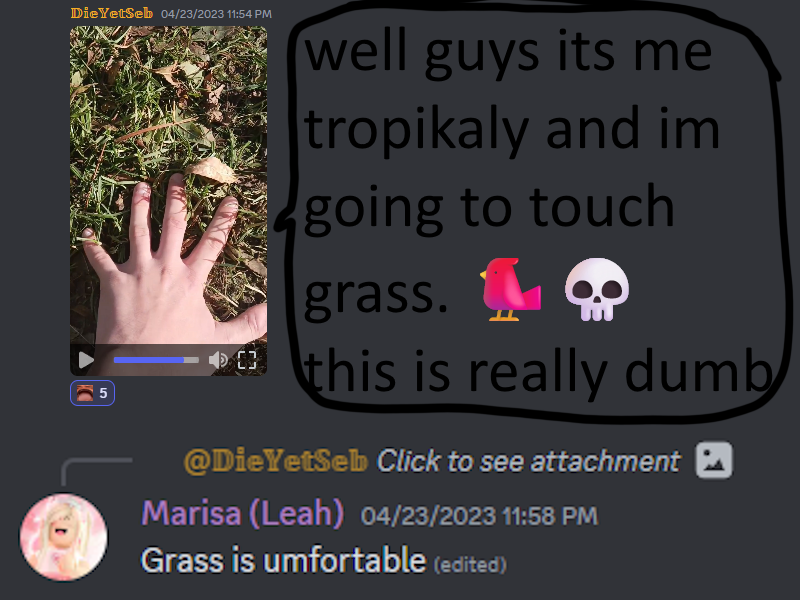 DieYetSeb 04/23/2023 11:54 PM
well guys its me
tropikaly and im
going to touch
grass. 🐦 💀
this is really dumb
5
@DieYetSeb Click to see attachment
Marisa (Leah) 04/23/2023 11:58 PM
Grass is umfortable (edited)